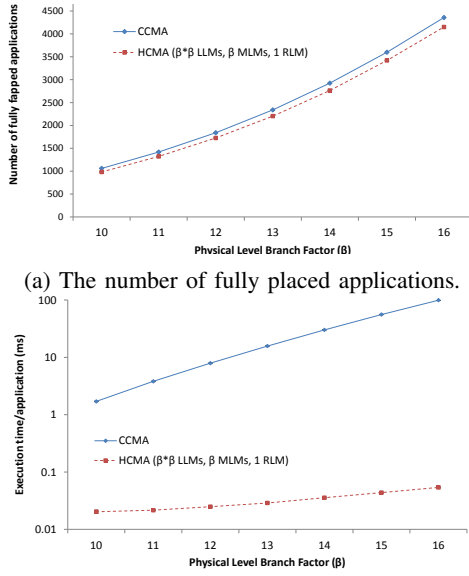 Number of fully fapped applications
4500
4000
3500
3000
2500
2000
1500
1000
500
0
CCMA
HCMA (β*β LLMs, β MLMs, 1 RLM)
10 11 12 13 14 15 16
Physical Level Branch Factor (β)
(a) The number of fully placed applications.
Execution time/application (ms)
100
10
1
0.1
0.01
CCMA
HCMA (β*β LLMs, β MLMs, 1 RLM)
10 11 12 13 14 15 16
Physical Level Branch Factor (β)